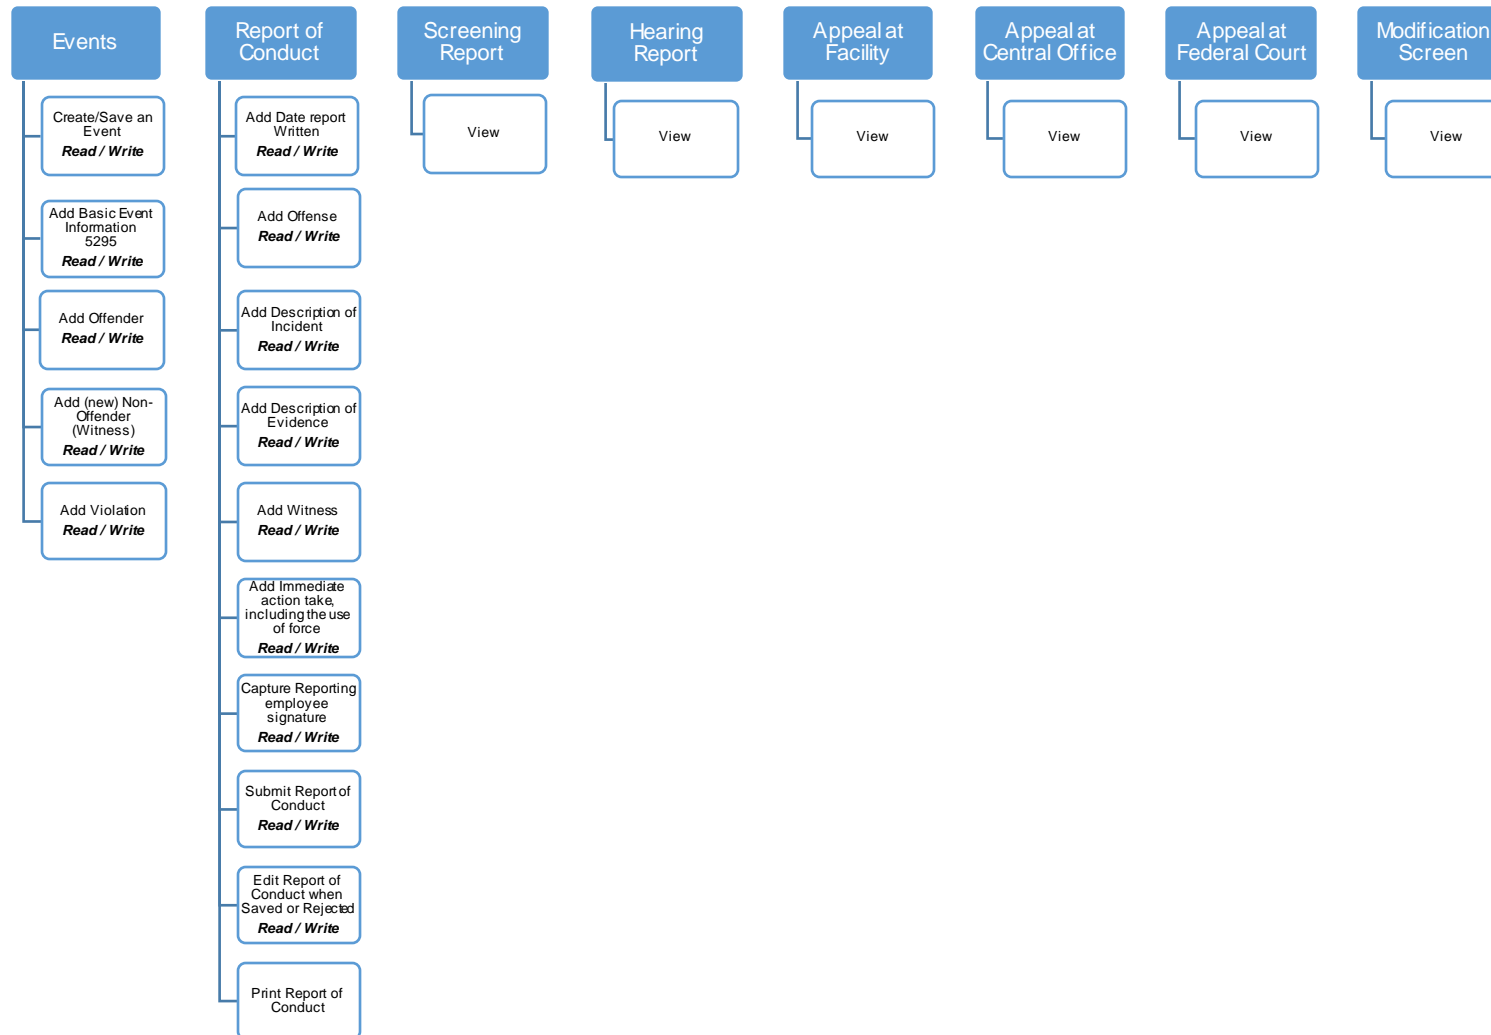 Events
Create/Save an
Event
Read / Write
Add Basic Event
Information
5295
Read / Write
Add Offender
Read / Write
Add (new) Non-
Offender
(Witness)
Read / Write
Add Violation
Read / Write
Report of
Conduct
Add Date report
Written
Read / Write
Add Offense
Read / Write
Add Description of
Incident
Read / Write
Add Description of
Evidence
Read / Write
Add Witness
Read / Write
Add Immediate
action take,
including the use
of force
Read / Write
Capture Reporting
employee
signature
Read / Write
Submit Report of
Conduct
Read / Write
Edit Report of
Conduct when
Saved or Rejected
Read / Write
Print Report of
Conduct
Screening
Report
View
Hearing
Report
View
Appeal at
Facility
View
Appeal at
Central Office
View
Appeal at
Federal Court
View
Modification
Screen
View